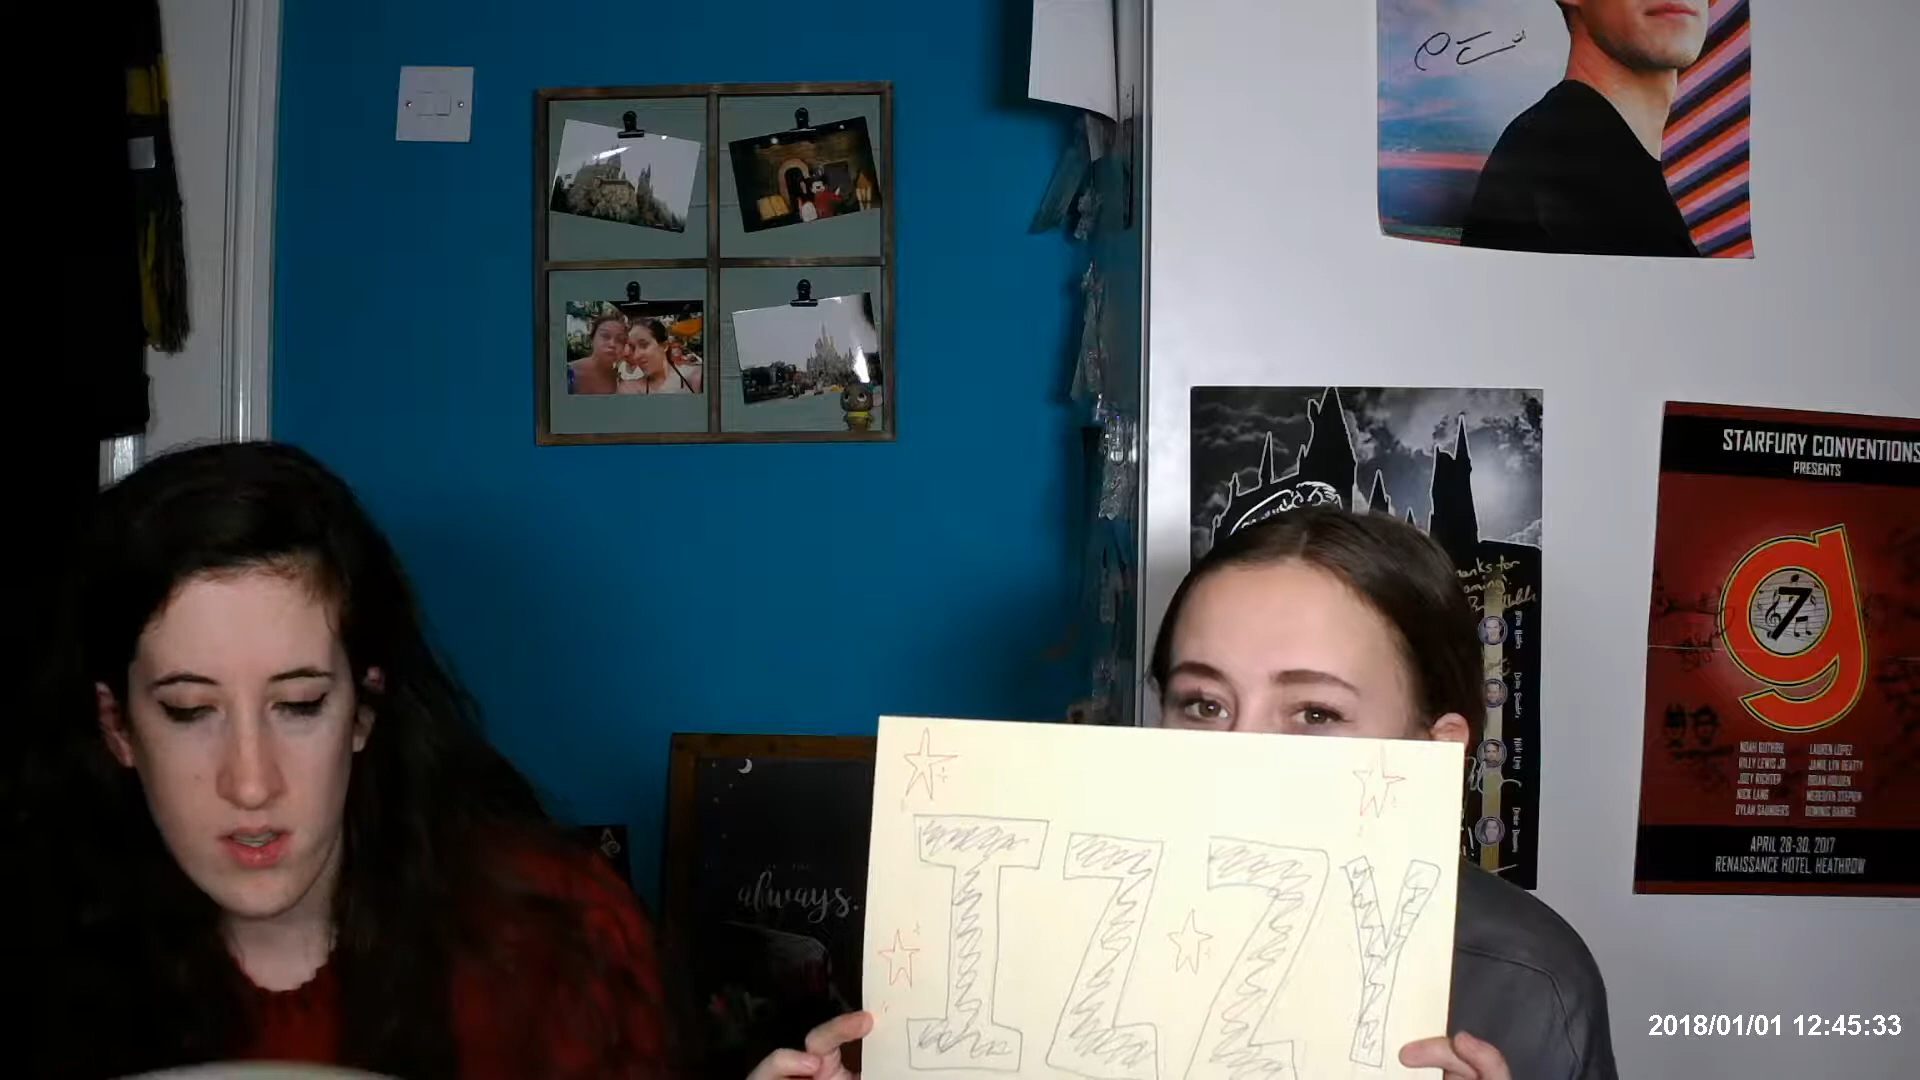 STARFURY CONVENTIONS
PRESENTS
g
7
NOAH GUTHRIE LAUREN LOPEZ
BILLY LEWIS JR JAMIE LYN BEATTY
JOEY RICHTER BRIAN HOLDEN
NICK LANG MEREDITH STEPIEN
DYLAN SAUNDERS DOMINIC BARNES
APRIL 28-30, 2017
RENAISSANCE HOTEL, HEATHROW
always.
IZZY
2018/01/01 12:45:33